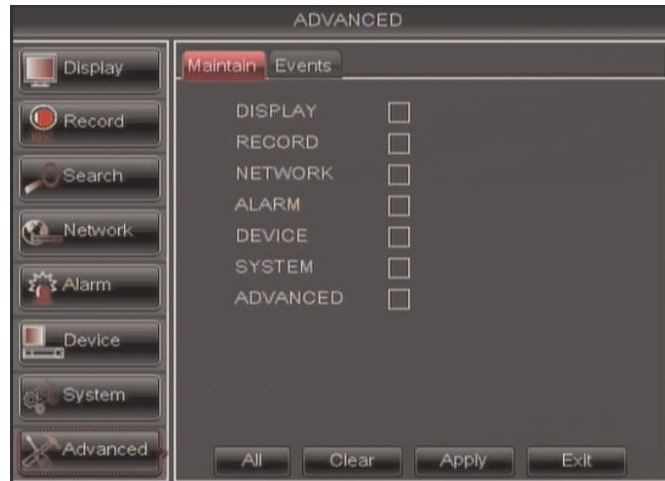 ADVANCED
Display
Record
Search
Network
Alarm
Device
System
Advanced
Maintain Events
DISPLAY
RECORD
NETWORK
ALARM
DEVICE
SYSTEM
ADVANCED
All Clear Apply Exit